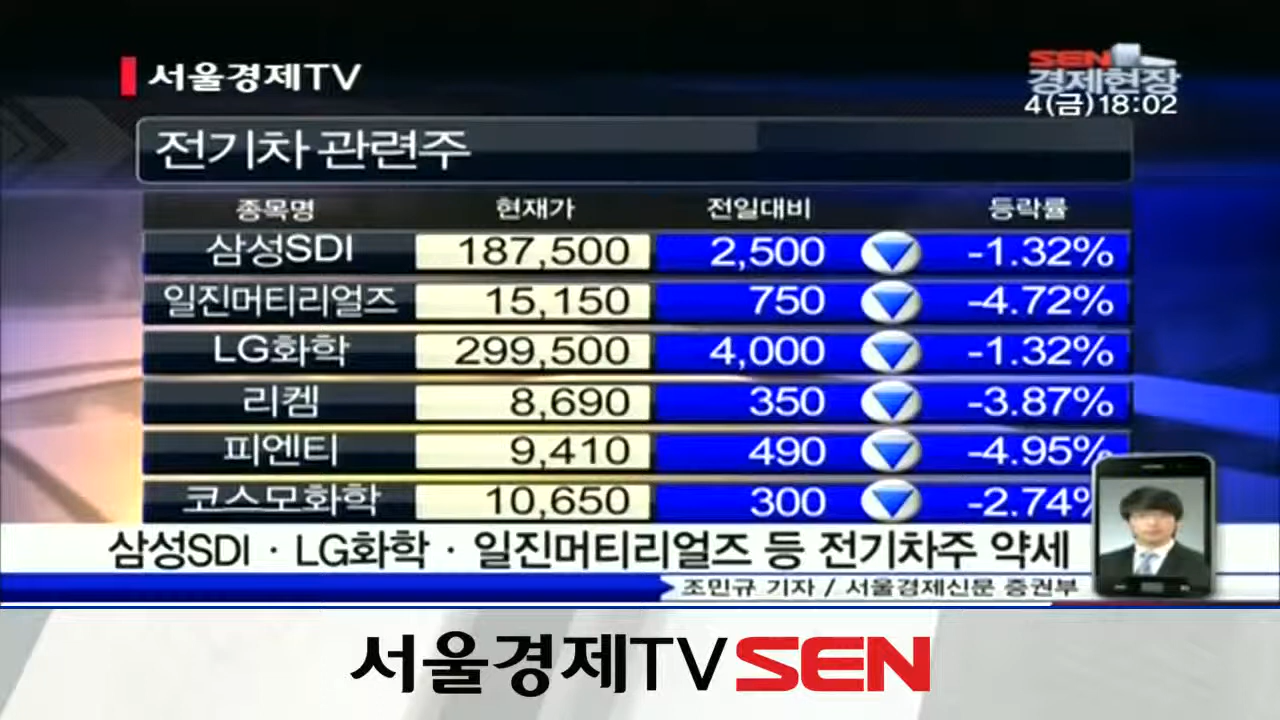 서울경제TV
SEN
경제현장
4(금)18:02
전기차 관련주
종목명 현재가 전일대비 등락률
삼성SDI 187,500 2,500 ▼ -1.32%
일진머티리얼즈 15,150 750 ▼ -4.72%
LG화학 299,500 4,000 ▼ -1.32%
리켐 8,690 350 ▼ -3.87%
피엔티 9,410 490 ▼ -4.95%
코스모화학 10,650 300 ▼ -2.74%
삼성SDI · LG화학 · 일진머티리얼즈 등 전기차주 약세
조민규 기자 / 서울경제신문 증권부
서울경제TV SEN